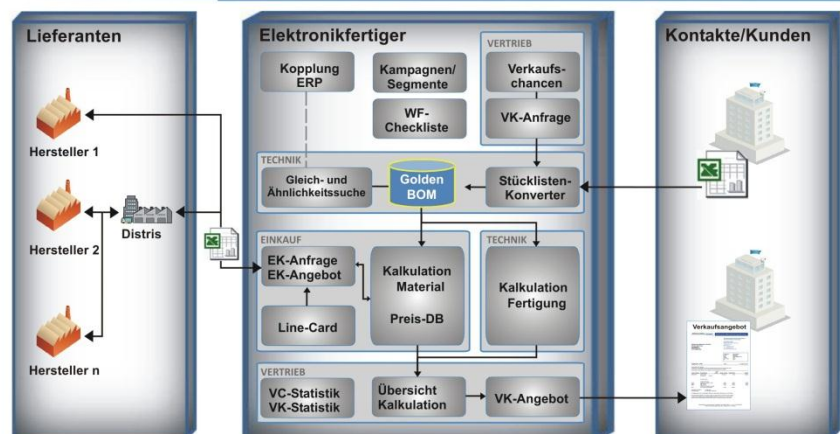 Lieferanten
Hersteller 1
Hersteller 2
Distris
Hersteller n
Elektronikfertiger
Kopplung
ERP
Kampagnen/
Segmente
WF-
Checkliste
VERTRIEB
Verkaufs-
chancen
VK-Anfrage
TECHNIK
Gleich- und
Ähnlichkeitssuche
Golden
BOM
Stücklisten-
Konverter
EINKAUF
EK-Anfrage
EK-Angebot
Line-Card
Kalkulation
Material
Preis-DB
TECHNIK
Kalkulation
Fertigung
VERTRIEB
VC-Statistik
VK-Statistik
Übersicht
Kalkulation
VK-Angebot
Kontakte/Kunden
Verkaufsangebot